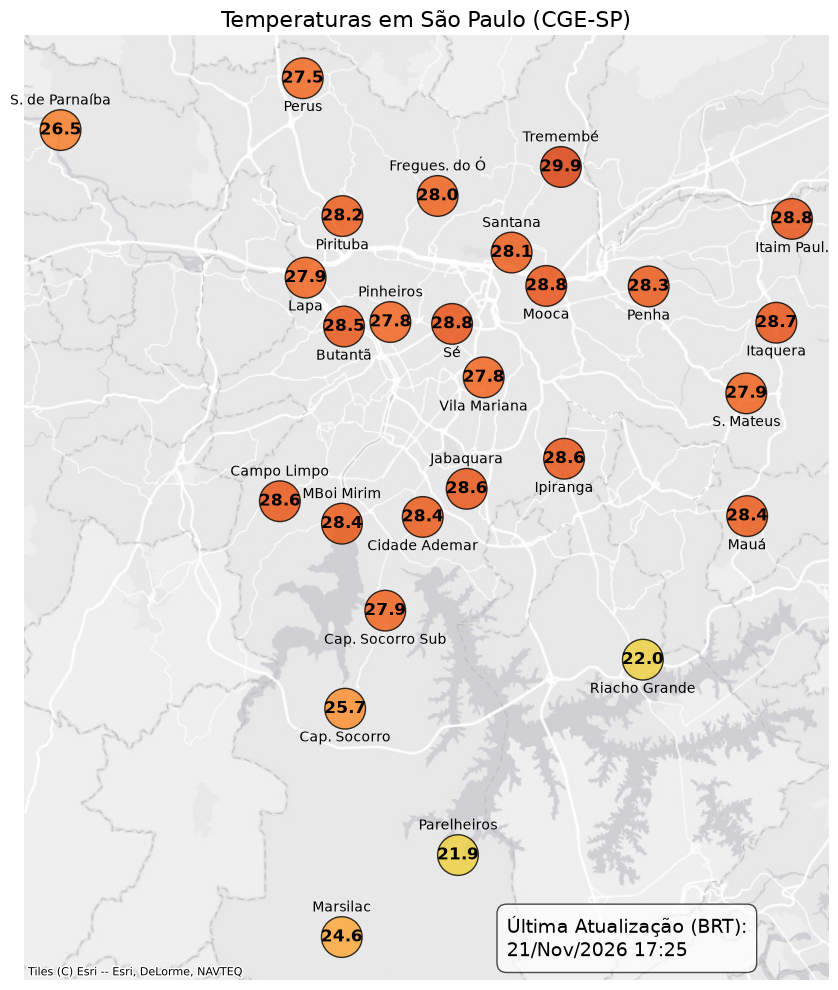 Temperaturas em São Paulo (CGE-SP)
27.5
Perus
S. de Parnaíba
26.5
Tremembé
29.9
Fregues. do Ó
28.0
28.2
Pirituba
28.8
Itaim Paul.
Santana
28.1
27.9
Lapa
28.8
Mooca
28.3
Penha
Pinheiros
27.8
28.5
Butantã
28.8
Sé
28.7
Itaquera
27.8
Vila Mariana
27.9
S. Mateus
28.6
Ipiranga
Jabaquara
28.6
Campo Limpo
28.6
MBoi Mirim
28.4
28.4
Cidade Ademar
28.4
Mauá
27.9
Cap. Socorro Sub
22.0
Riacho Grande
25.7
Cap. Socorro
Parelheiros
21.9
Marsilac
24.6
Última Atualização (BRT):
21/Nov/2026 17:25
Tiles (C) Esri -- Esri, DeLorme, NAVTEQ